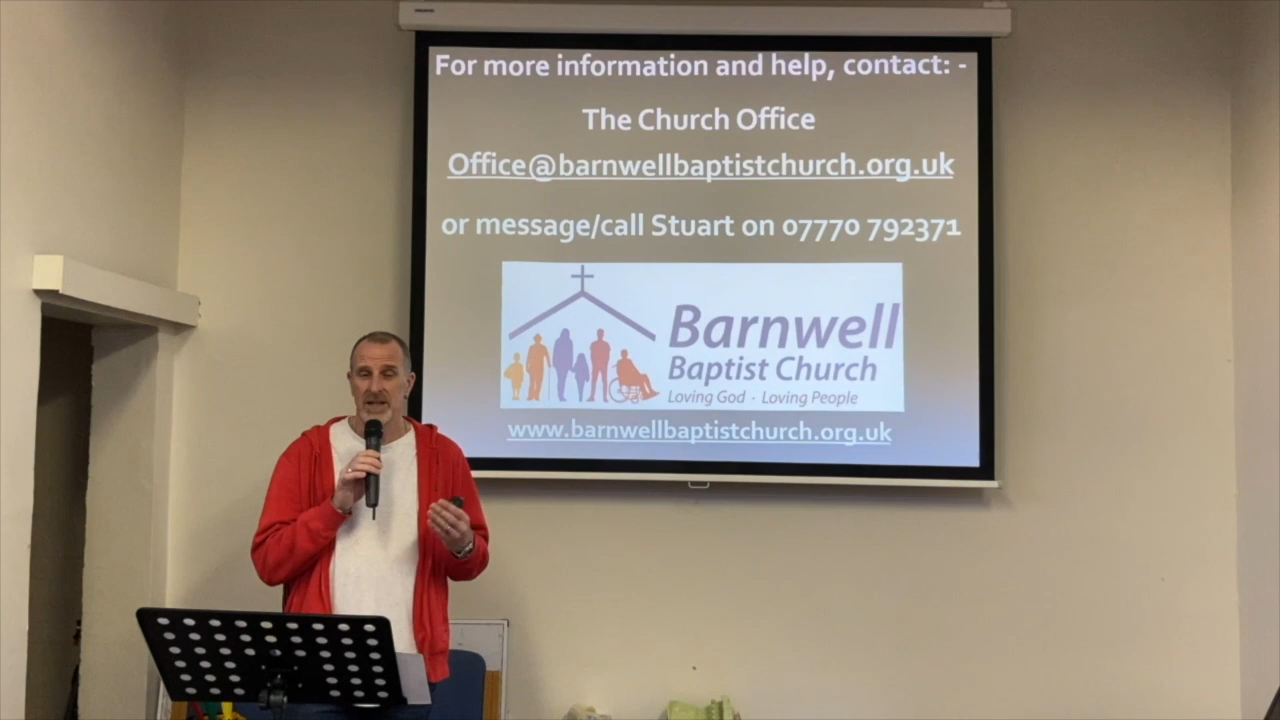 For more information and help, contact: -
The Church Office
Office@barnwellbaptistchurch.org.uk
or message/call Stuart on 07770 792371
Barnwell
Baptist Church
Loving God · Loving People
www.barnwellbaptistchurch.org.uk